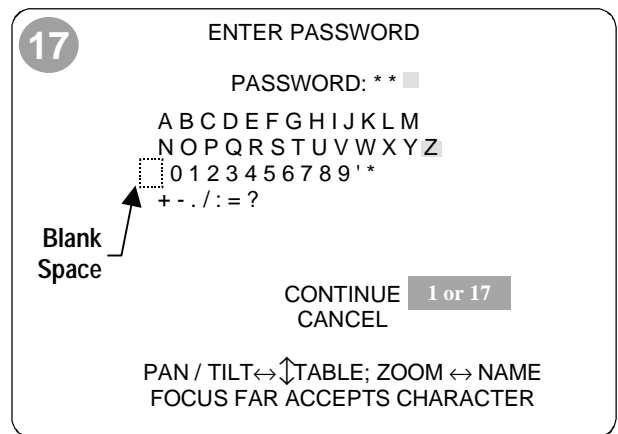 17
ENTER PASSWORD
PASSWORD: * *
A B C D E F G H I J K L M
N O P Q R S T U V W X Y Z
0 1 2 3 4 5 6 7 8 9 ' *
+ - . / : = ?
Blank
Space
CONTINUE 1 or 17
CANCEL
PAN / TILT↔↕TABLE; ZOOM ↔ NAME
FOCUS FAR ACCEPTS CHARACTER